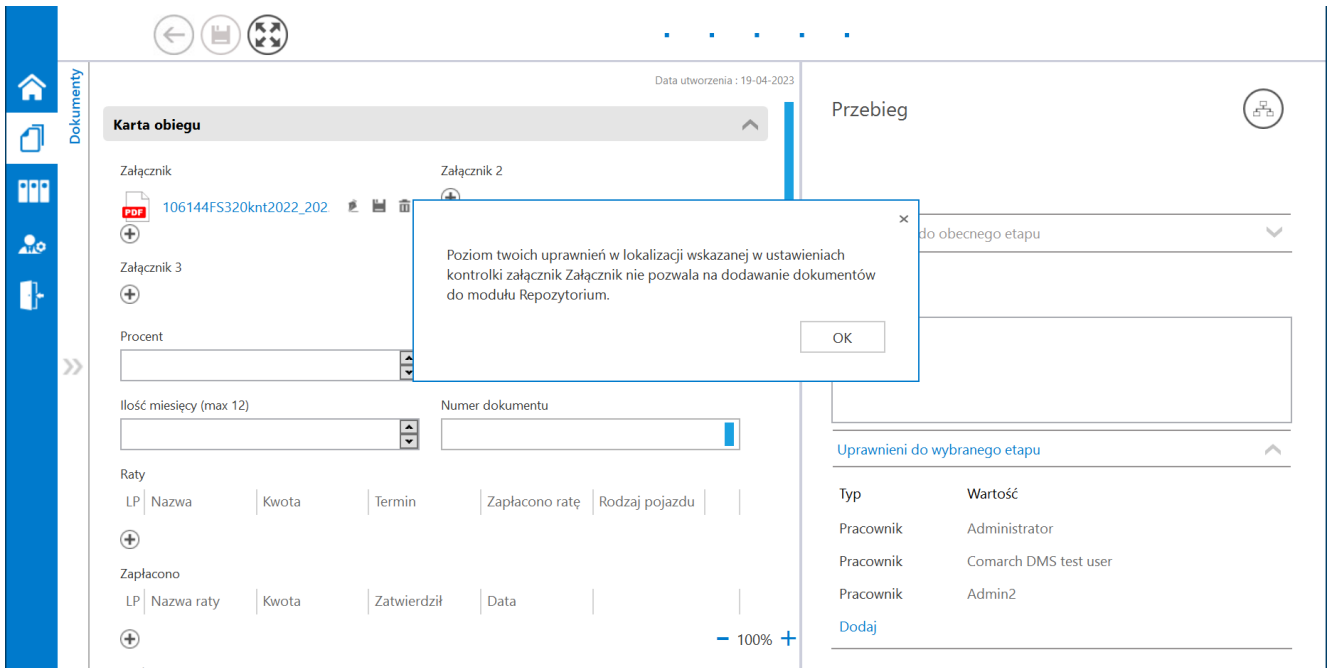 Dokumenty
Data utworzenia : 19-04-2023
Karta obiegu
Załącznik
Załącznik 2
PDF
106144FS320knt2022_202
Załącznik 3
Procent
Ilość miesięcy (max 12)
Numer dokumentu
Raty
LP Nazwa Kwota Termin Zapłacono ratę Rodzaj pojazdu
Zapłacono
LP Nazwa raty Kwota Zatwierdził Data
100%
Poziom twoich uprawnień w lokalizacji wskazanej w ustawieniach
kontrolki załącznik Załącznik nie pozwala na dodawanie dokumentów
do modułu Repozytorium.
OK
Przebieg
do obecnego etapu
Uprawnieni do wybranego etapu
Typ Wartość
Pracownik Administrator
Pracownik Comarch DMS test user
Pracownik Admin2
Dodaj